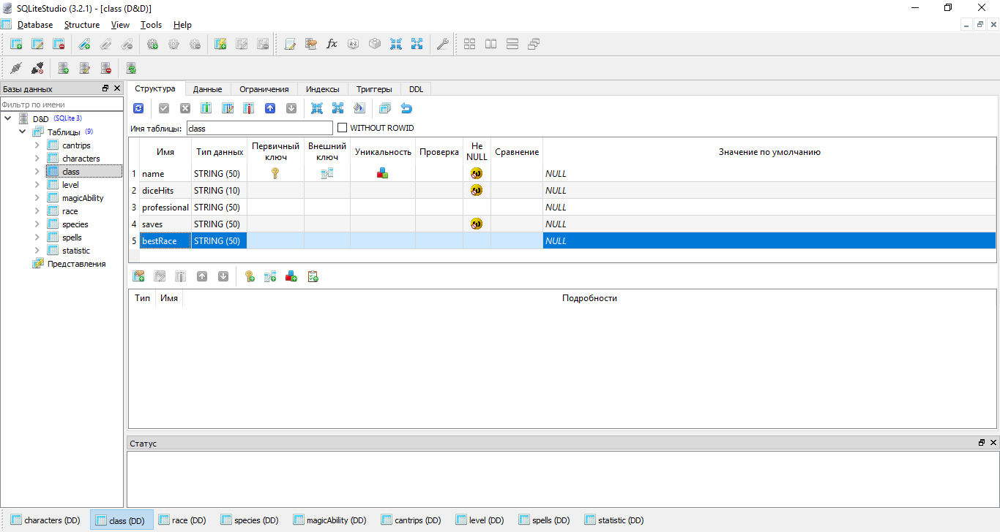 SQLiteStudio (3.2.1) - [class (D&D)]
Database Structure View Tools Help
Базы данных
Фильтр по имени
D&D (SQLite 3)
Таблицы (9)
cantrips
characters
class
level
magicAbility
race
species
spells
statistic
Представления
Структура Данные Ограничения Индексы Триггеры DDL
Имя таблицы: class WITHOUT ROWID
Имя Тип данных Первичный ключ Внешний ключ Уникальность Проверка Не NULL Сравнение Значение по умолчанию
1 name STRING (50) NULL
2 diceHits STRING (10) NULL
3 professional STRING (50) NULL
4 saves STRING (50) NULL
5 bestRace STRING (50) NULL
Тип Имя Подробности
Статус
characters (DD) class (DD) race (DD) species (DD) magicAbility (DD) cantrips (DD) level (DD) spells (DD) statistic (DD)